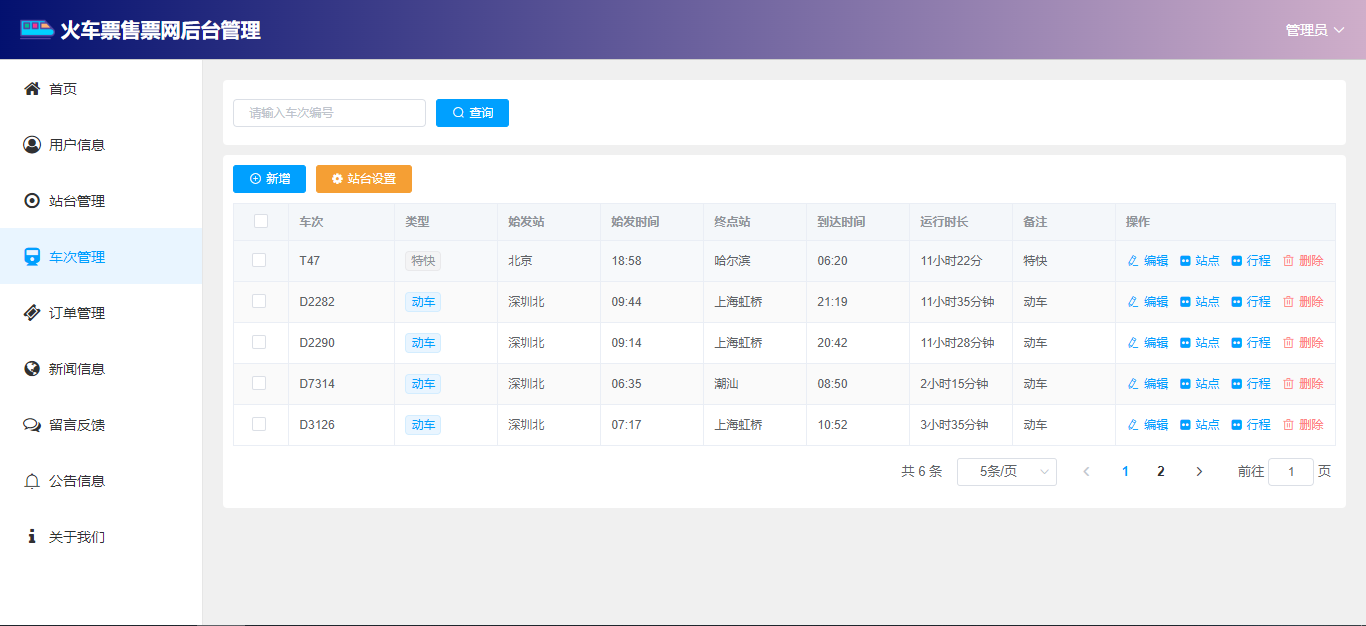 火车票售票网后台管理
管理员
首页
用户信息
站台管理
车次管理
订单管理
新闻信息
留言反馈
公告信息
关于我们
请输入车次编号 查询
新增 站台设置
车次 类型 始发站 始发时间 终点站 到达时间 运行时长 备注 操作
T47 特快 北京 18:58 哈尔滨 06:20 11小时22分 特快 编辑 站点 行程 删除
D2282 动车 深圳北 09:44 上海虹桥 21:19 11小时35分钟 动车 编辑 站点 行程 删除
D2290 动车 深圳北 09:14 上海虹桥 20:42 11小时28分钟 动车 编辑 站点 行程 删除
D7314 动车 深圳北 06:35 潮汕 08:50 2小时15分钟 动车 编辑 站点 行程 删除
D3126 动车 深圳北 07:17 上海虹桥 10:52 3小时35分钟 动车 编辑 站点 行程 删除
共 6 条 5条/页 1 2 前往 1 页